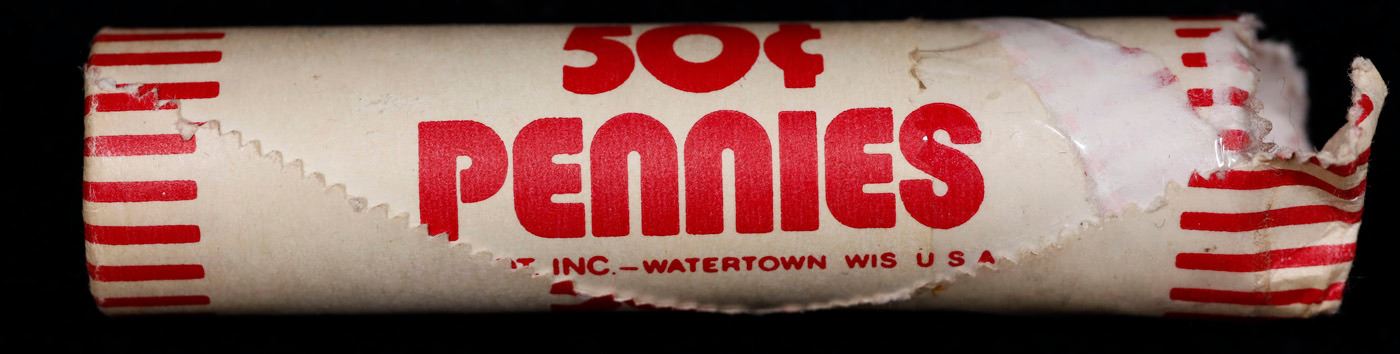 50¢
PENNIES
INC.—WATERTOWN WIS U S A